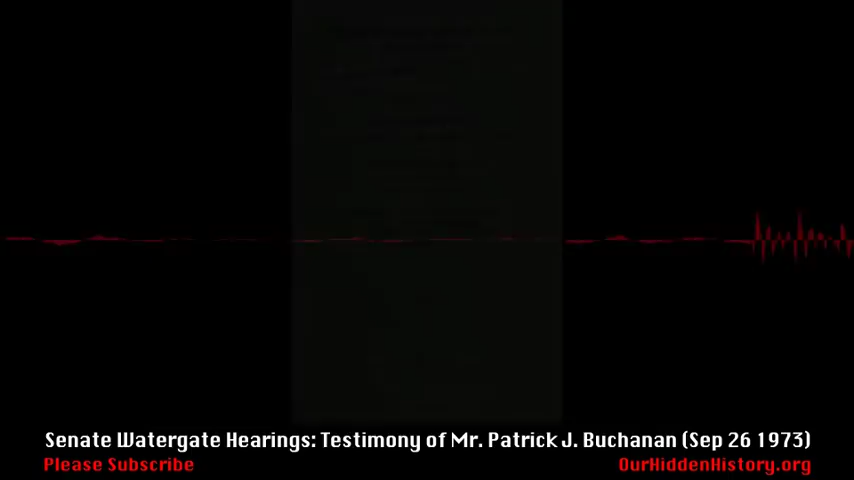 Senate Watergate Hearings: Testimony of Mr. Patrick J. Buchanan (Sep 26 1973)
Please Subscribe
OurHiddenHistory.org